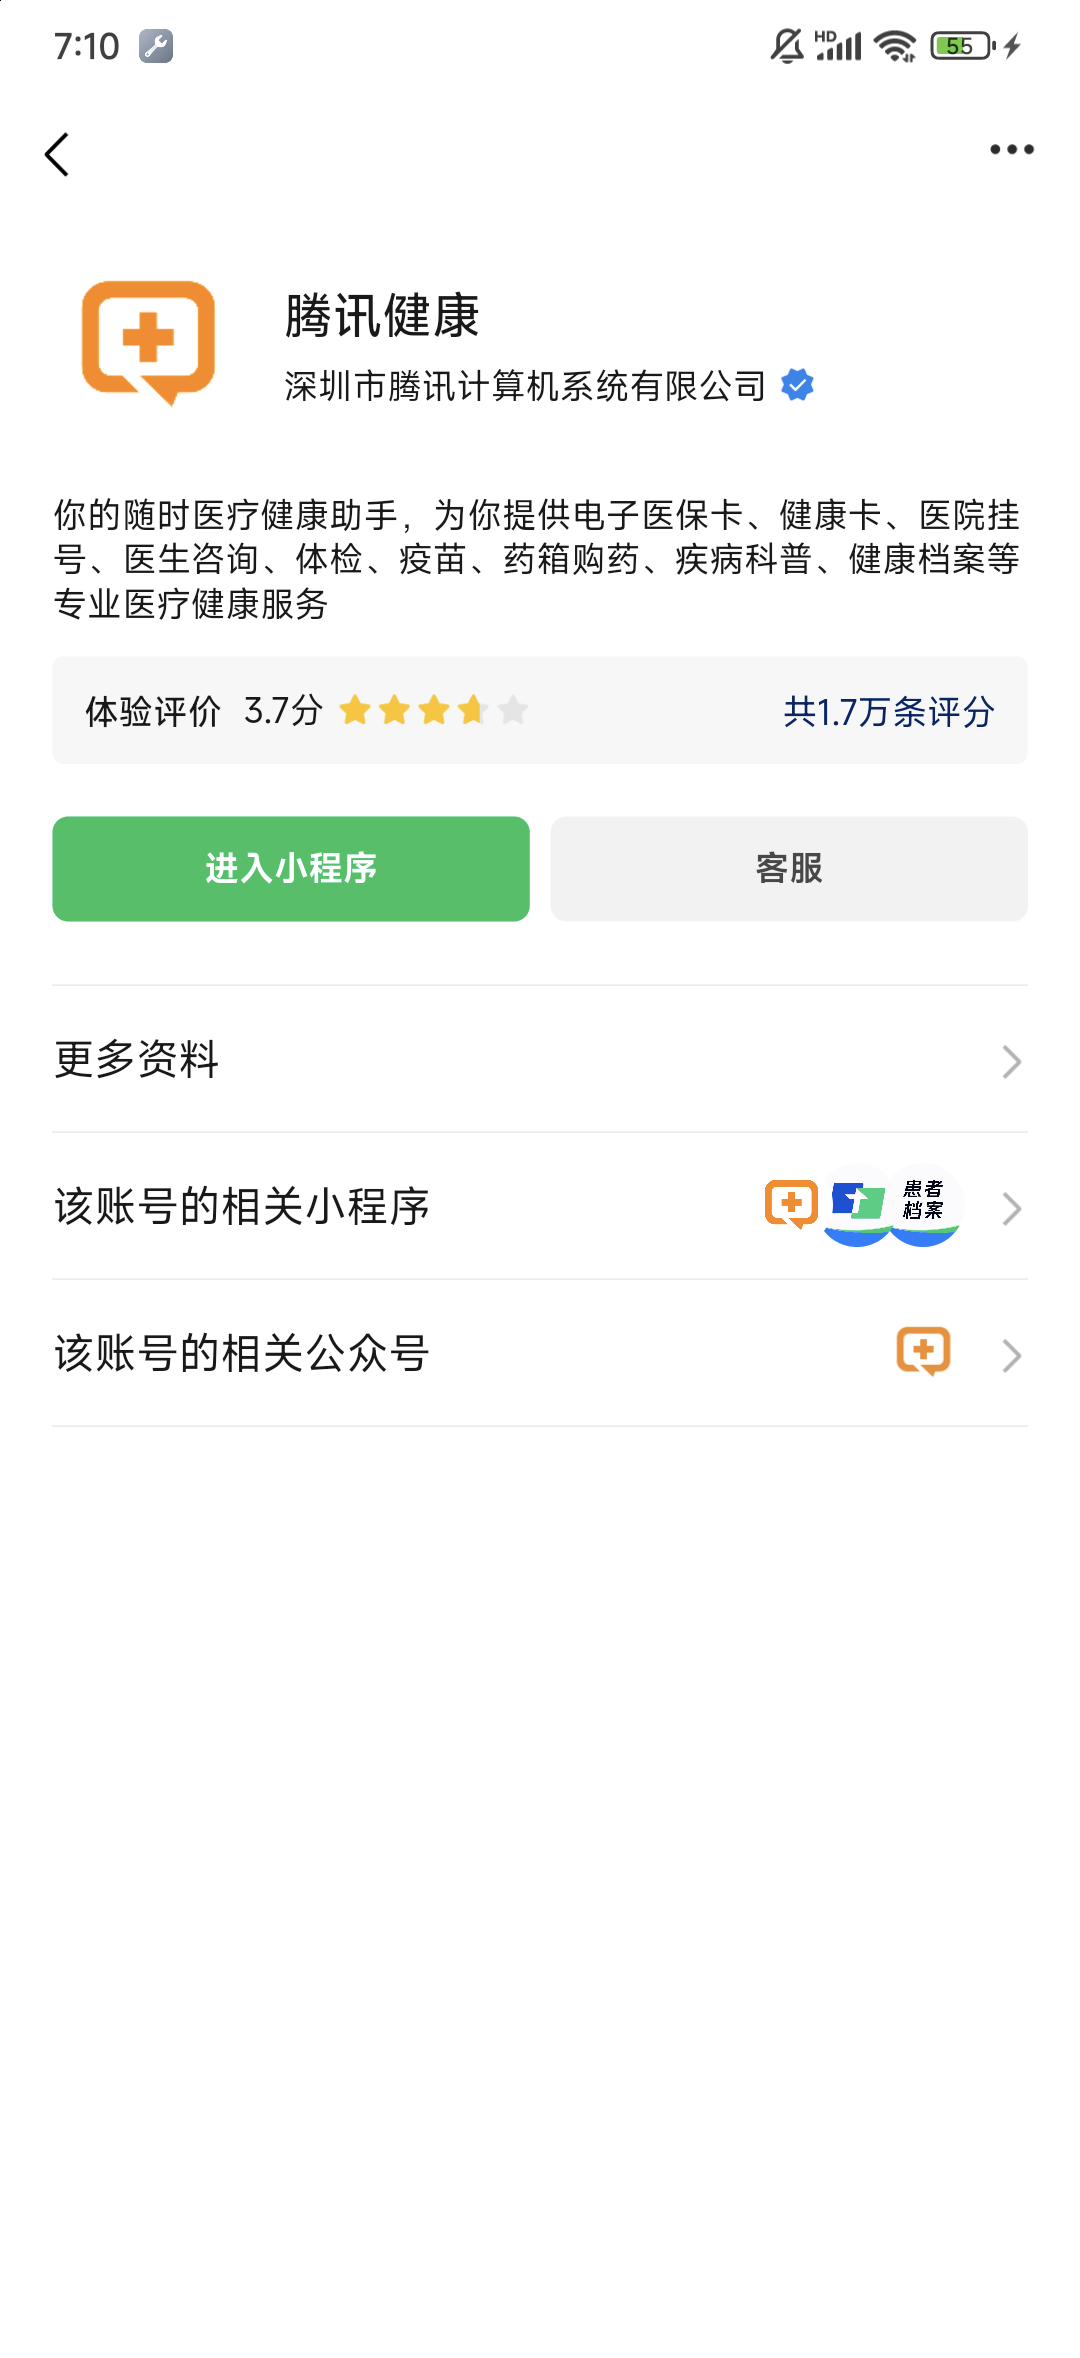 7:10
HD
55
腾讯健康
深圳市腾讯计算机系统有限公司
你的随时医疗健康助手，为你提供电子医保卡、健康卡、医院挂
号、医生咨询、体检、疫苗、药箱购药、疾病科普、健康档案等
专业医疗健康服务
体验评价 3.7分 共1.7万条评分
进入小程序 客服
更多资料
该账号的相关小程序
患者
档案
该账号的相关公众号